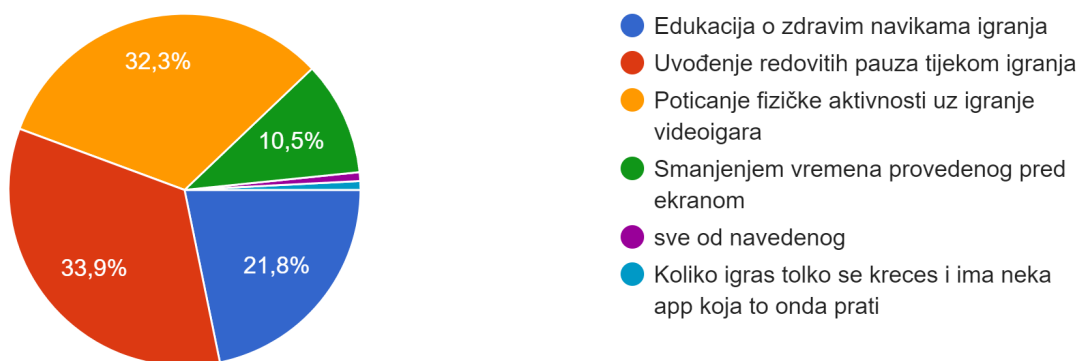 32,3%
10,5%
33,9%
21,8%
Edukacija o zdravim navikama igranja
Uvođenje redovitih pauza tijekom igranja
Poticanje fizičke aktivnosti uz igranje
videoigara
Smanjenjem vremena provedenog pred
ekranom
sve od navedenog
Koliko igras tolko se kreces i ima neka
app koja to onda prati